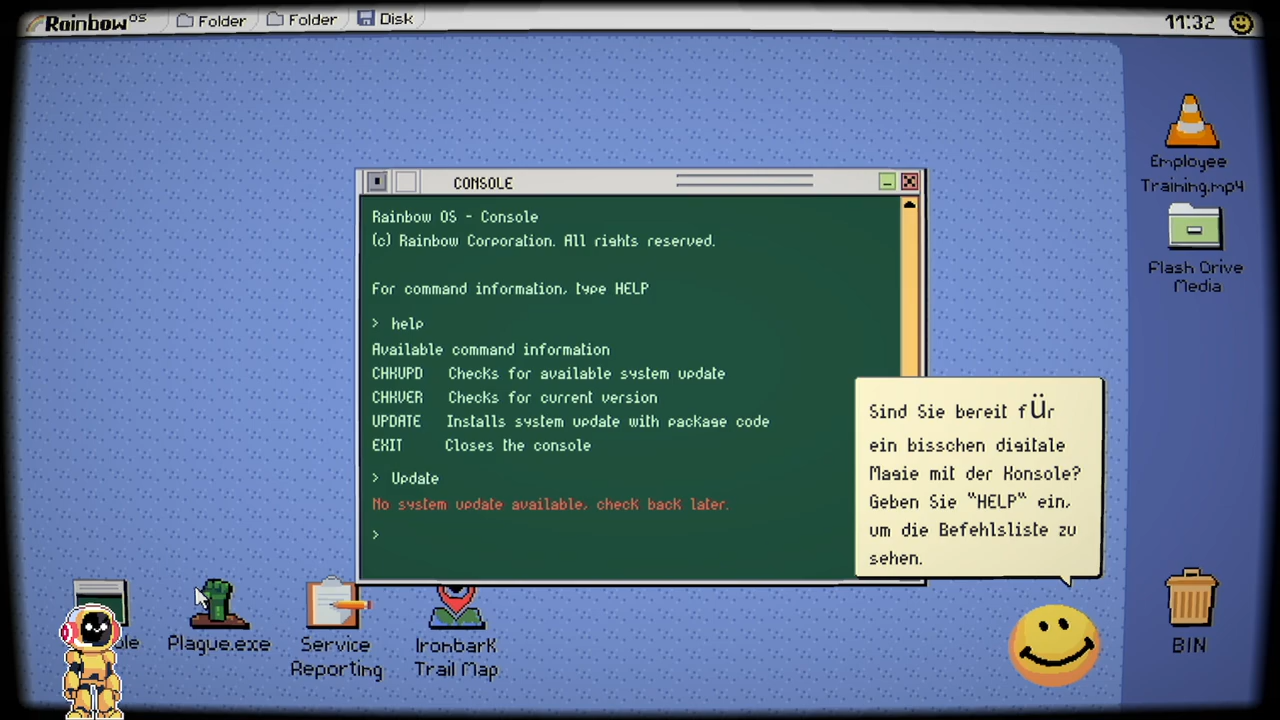 RainbowOS Folder Folder Disk 11:32
Employee
Training.mp4
Flash Drive
Media
CONSOLE
Rainbow OS - Console
(c) Rainbow Corporation. All rights reserved.
For command information, type HELP
> help
Available command information
CHKUPD Checks for available system update
CHKVER Checks for current version
UPDATE Installs system update with package code
EXIT Closes the console
> Update
No system update available, check back later.
>
Sind Sie bereit fÜr
ein bisschen digitale
Magie mit der Konsole?
Geben Sie "HELP" ein,
um die Befehlsliste zu
sehen.
Plague.exe
Service
Reporting
Ironbark
Trail Map
BIN